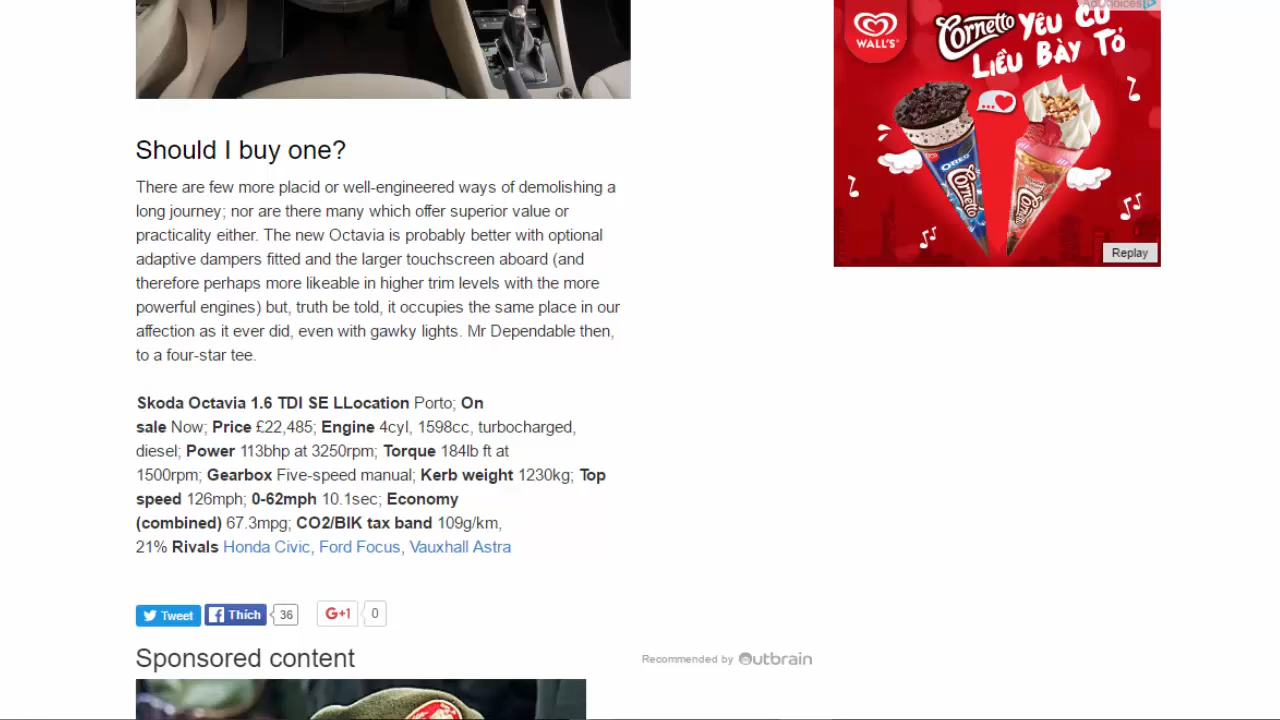 AdChoices
WALL'S
Cornetto
YÊU CŨ
LIỀU BÀY TỎ
OREO
Cornetto
Cornetto
Replay
Should I buy one?
There are few more placid or well-engineered ways of demolishing a
long journey; nor are there many which offer superior value or
practicality either. The new Octavia is probably better with optional
adaptive dampers fitted and the larger touchscreen aboard (and
therefore perhaps more likeable in higher trim levels with the more
powerful engines) but, truth be told, it occupies the same place in our
affection as it ever did, even with gawky lights. Mr Dependable then,
to a four-star tee.
Skoda Octavia 1.6 TDI SE LLocation Porto; On
sale Now; Price £22,485; Engine 4cyl, 1598cc, turbocharged,
diesel; Power 113bhp at 3250rpm; Torque 184lb ft at
1500rpm; Gearbox Five-speed manual; Kerb weight 1230kg; Top
speed 126mph; 0-62mph 10.1sec; Economy
(combined) 67.3mpg; CO2/BIK tax band 109g/km,
21% Rivals Honda Civic, Ford Focus, Vauxhall Astra
Tweet Thích 36 G+1 0
Sponsored content
Recommended by Outbrain